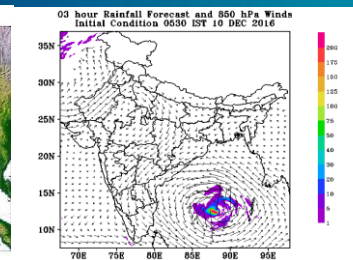 03 hour Rainfall Forecast and 850 hPa Winds
Initial Condition 0530 IST 10 DEC 2016
35N
30N
25N
20N
15N
10N
70E 75E 80E 85E 90E 95E
200
175
150
125
100
75
50
40
30
20
10
5
1